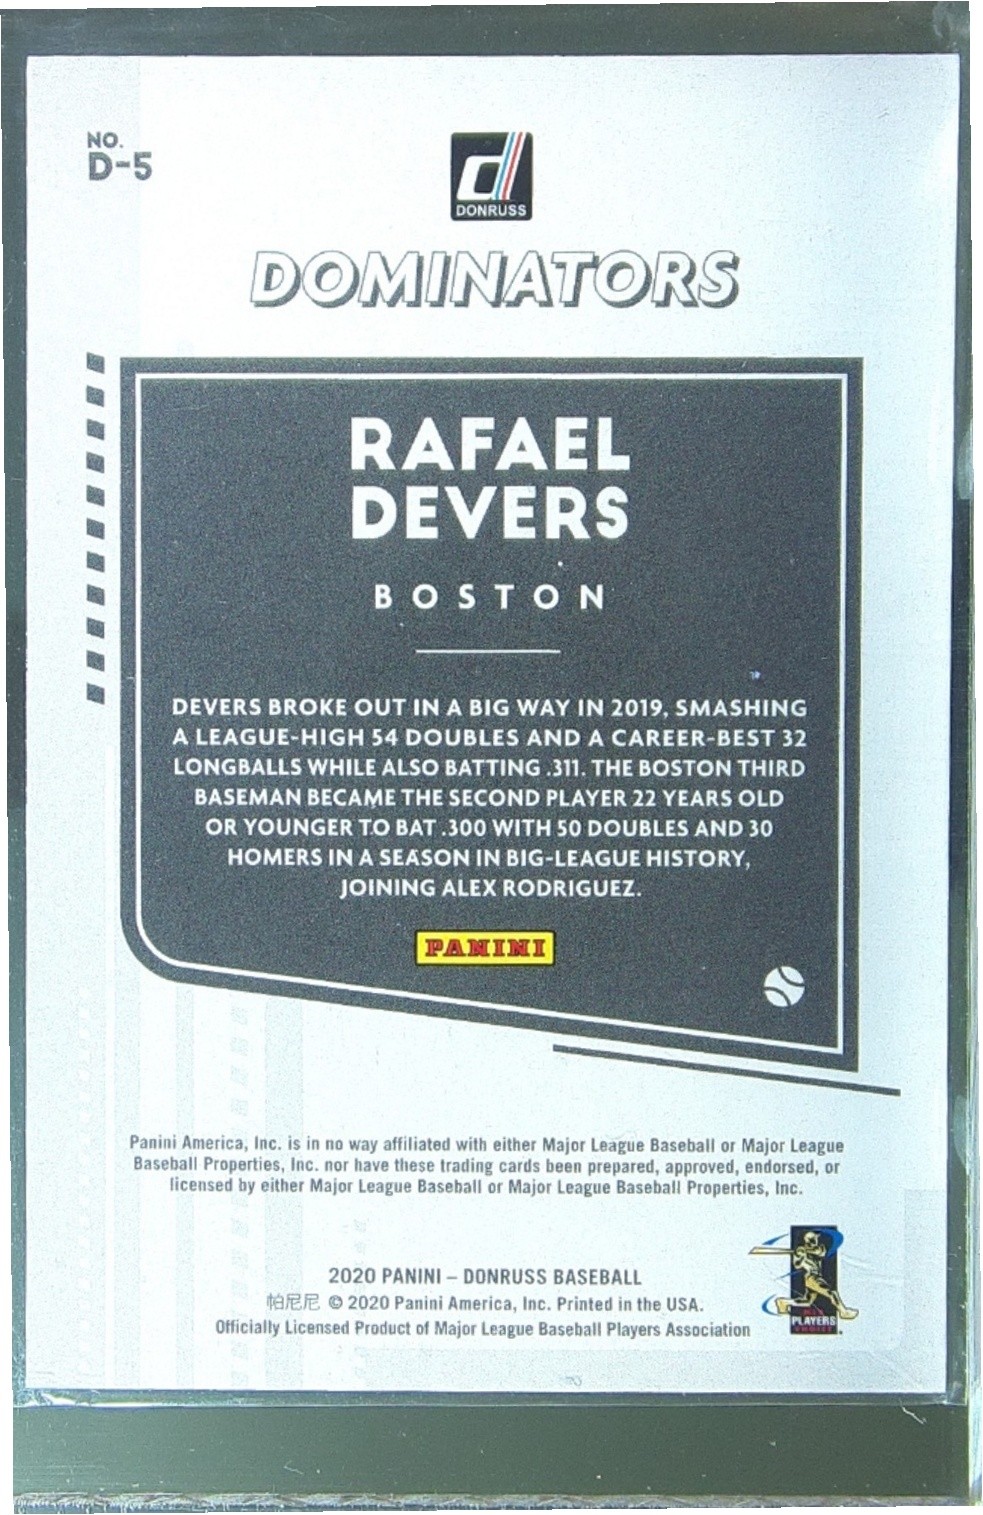 NO.
D-5
d
DONRUSS
DOMINATORS
RAFAEL
DEVERS
BOSTON
DEVERS BROKE OUT IN A BIG WAY IN 2019, SMASHING
A LEAGUE-HIGH 54 DOUBLES AND A CAREER-BEST 32
LONGBALLS WHILE ALSO BATTING .311. THE BOSTON THIRD
BASEMAN BECAME THE SECOND PLAYER 22 YEARS OLD
OR YOUNGER TO BAT .300 WITH 50 DOUBLES AND 30
HOMERS IN A SEASON IN BIG-LEAGUE HISTORY,
JOINING ALEX RODRIGUEZ.
PANINI
Panini America, Inc. is in no way affiliated with either Major League Baseball or Major League
Baseball Properties, Inc. nor have these trading cards been prepared, approved, endorsed, or
licensed by either Major League Baseball or Major League Baseball Properties, Inc.
2020 PANINI – DONRUSS BASEBALL
帕尼尼 © 2020 Panini America, Inc. Printed in the USA.
Officially Licensed Product of Major League Baseball Players Association
PLAYERS